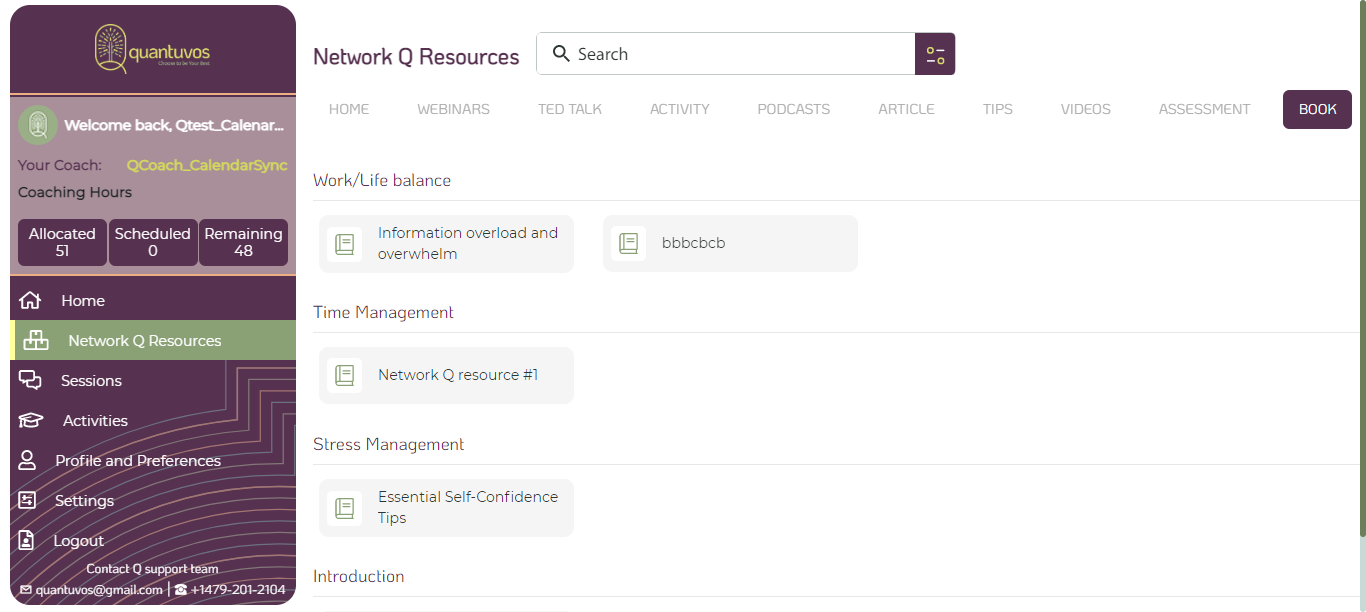 quantuvos
Choose to be Your Best
Welcome back, Qtest_Calenar...
Your Coach: QCoach_CalendarSync
Coaching Hours
Allocated
51
Scheduled
0
Remaining
48
Home
Network Q Resources
Sessions
Activities
Profile and Preferences
Settings
Logout
Contact Q support team
quantuvos@gmail.com | +1479-201-2104
Network Q Resources
Search
HOME WEBINARS TED TALK ACTIVITY PODCASTS ARTICLE TIPS VIDEOS ASSESSMENT BOOK
Work/Life balance
Information overload and
overwhelm
bbbcbcb
Time Management
Network Q resource #1
Stress Management
Essential Self-Confidence
Tips
Introduction